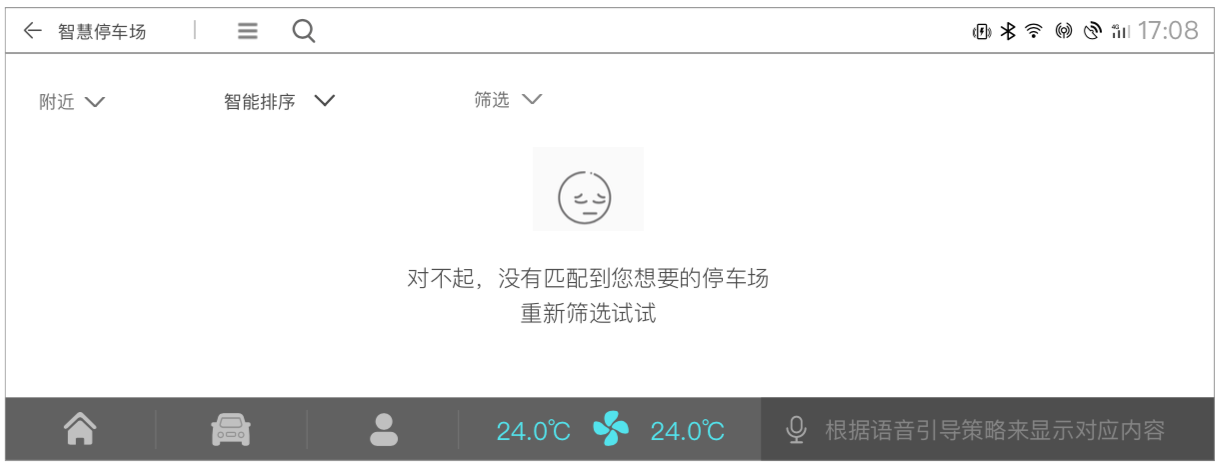 智慧停车场
4G 17:08
附近
智能排序
筛选
对不起，没有匹配到您想要的停车场
重新筛选试试
24.0℃ 24.0℃
根据语音引导策略来显示对应内容